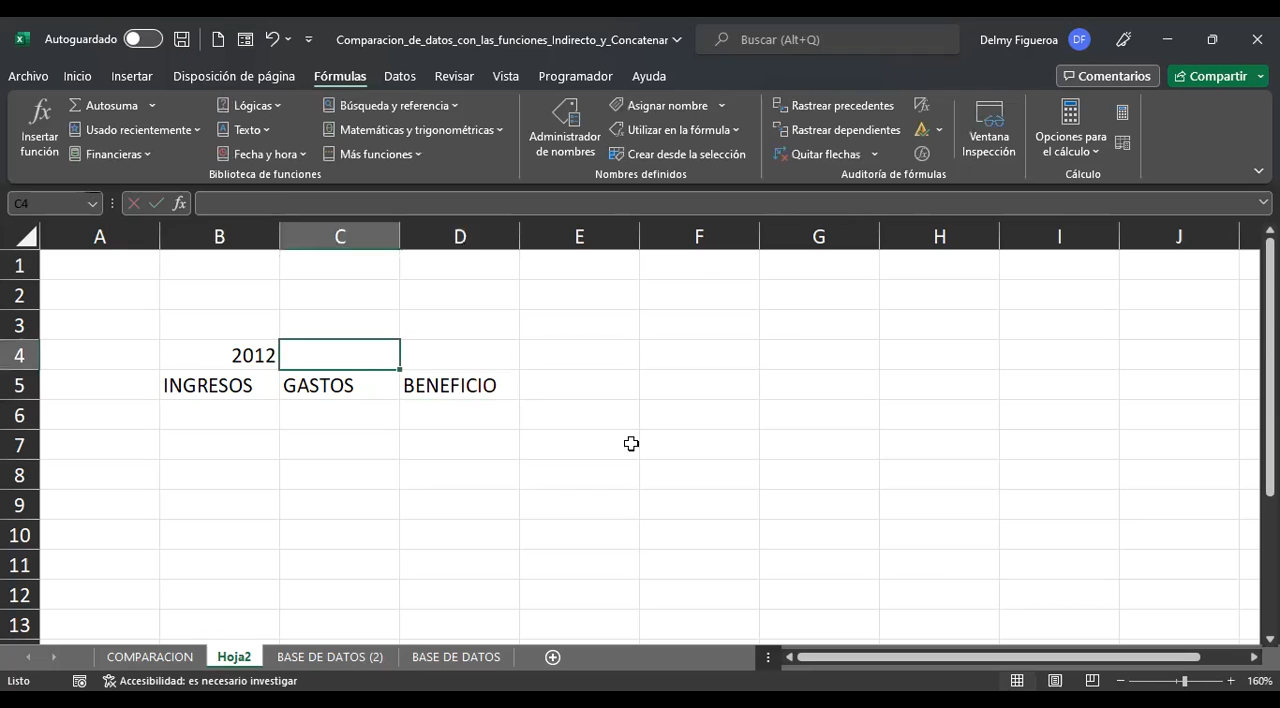 Autoguardado Comparacion_de_datos_con_las_funciones_Indirecto_y_Concatenar Buscar (Alt+Q) Delmy Figueroa DF
Archivo Inicio Insertar Disposición de página Fórmulas Datos Revisar Vista Programador Ayuda Comentarios Compartir
Insertar función
Autosuma
Usado recientemente
Financieras
Lógicas
Texto
Fecha y hora
Búsqueda y referencia
Matemáticas y trigonométricas
Más funciones
Biblioteca de funciones
Administrador de nombres
Asignar nombre
Utilizar en la fórmula
Crear desde la selección
Nombres definidos
Rastrear precedentes
Rastrear dependientes
Quitar flechas
Auditoría de fórmulas
Ventana Inspección
Opciones para el cálculo
Cálculo
C4 fx
A B C D E F G H I J
1
2
3
4 2012
5 INGRESOS GASTOS BENEFICIO
6
7
8
9
10
11
12
13
COMPARACION Hoja2 BASE DE DATOS (2) BASE DE DATOS
Listo Accesibilidad: es necesario investigar 160%